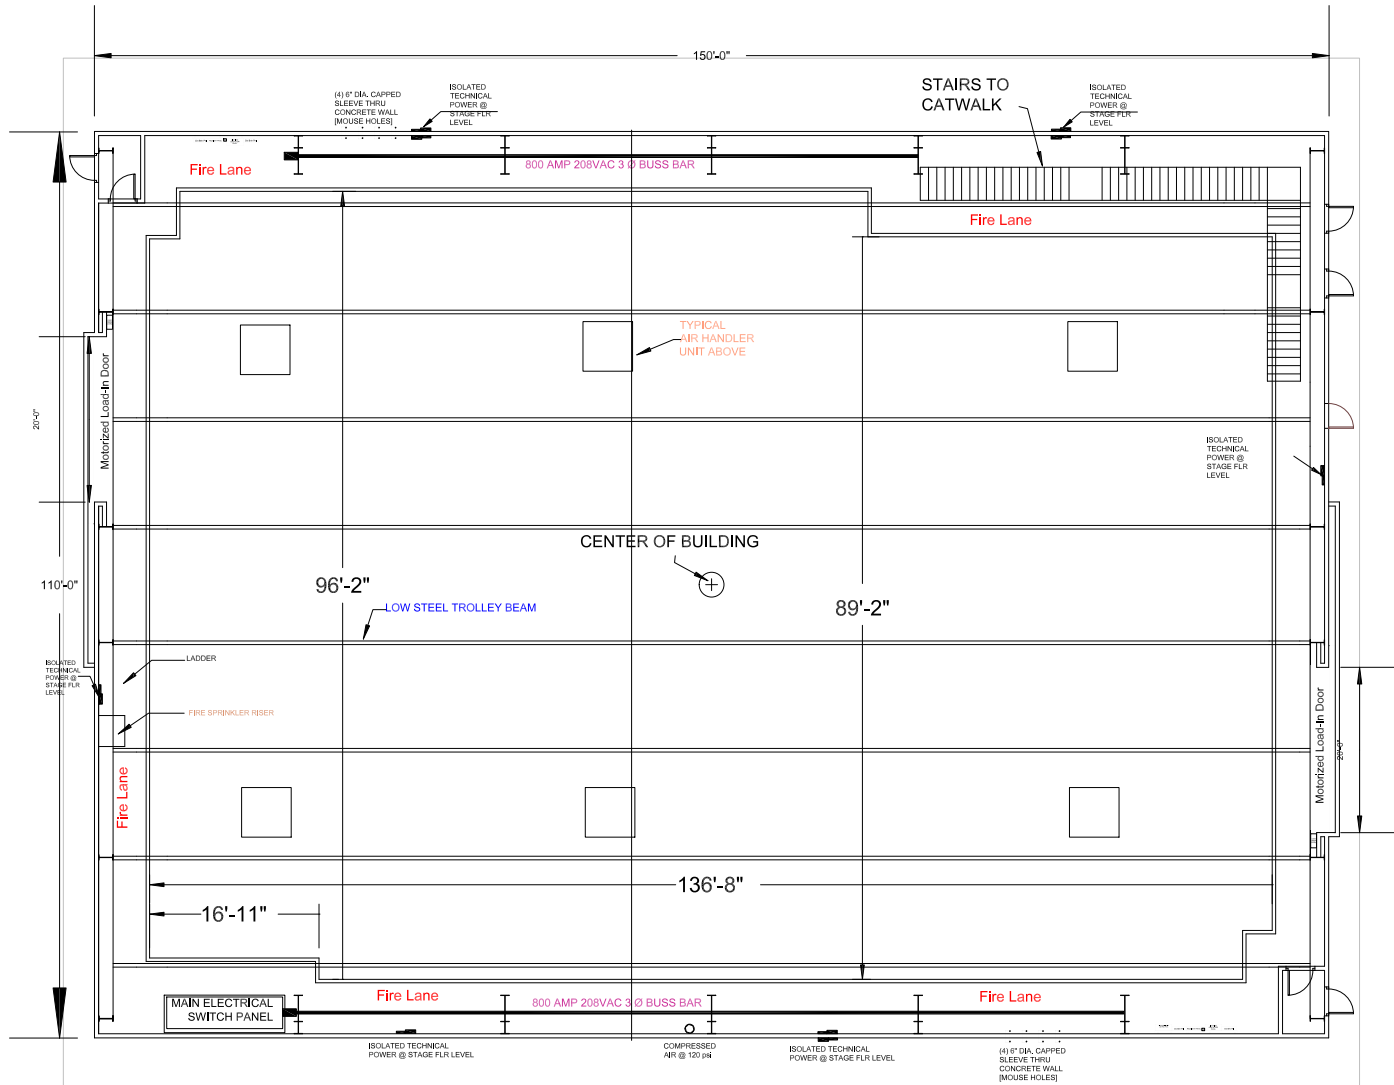 150'-0"
STAIRS TO
CATWALK
(4) 6" DIA. CAPPED
SLEEVE THRU
CONCRETE WALL
[MOUSE HOLES]
ISOLATED
TECHNICAL
POWER @
STAGE FLR
LEVEL
ISOLATED
TECHNICAL
POWER @
STAGE FLR
LEVEL
Fire Lane
800 AMP 208VAC 3 Ø BUSS BAR
Fire Lane
TYPICAL
AIR HANDLER
UNIT ABOVE
Motorized Load-In Door
20'-0"
ISOLATED
TECHNICAL
POWER @
STAGE FLR
LEVEL
CENTER OF BUILDING
110'-0"
96'-2"
89'-2"
LOW STEEL TROLLEY BEAM
ISOLATED
TECHNICAL
POWER @
STAGE FLR
LEVEL
LADDER
FIRE SPRINKLER RISER
Fire Lane
Motorized Load-In Door
20'-0"
136'-8"
16'-11"
MAIN ELECTRICAL
SWITCH PANEL
Fire Lane
800 AMP 208VAC 3 Ø BUSS BAR
Fire Lane
ISOLATED TECHNICAL
POWER @ STAGE FLR LEVEL
COMPRESSED
AIR @ 120 psi
ISOLATED TECHNICAL
POWER @ STAGE FLR LEVEL
(4) 6" DIA. CAPPED
SLEEVE THRU
CONCRETE WALL
[MOUSE HOLES]